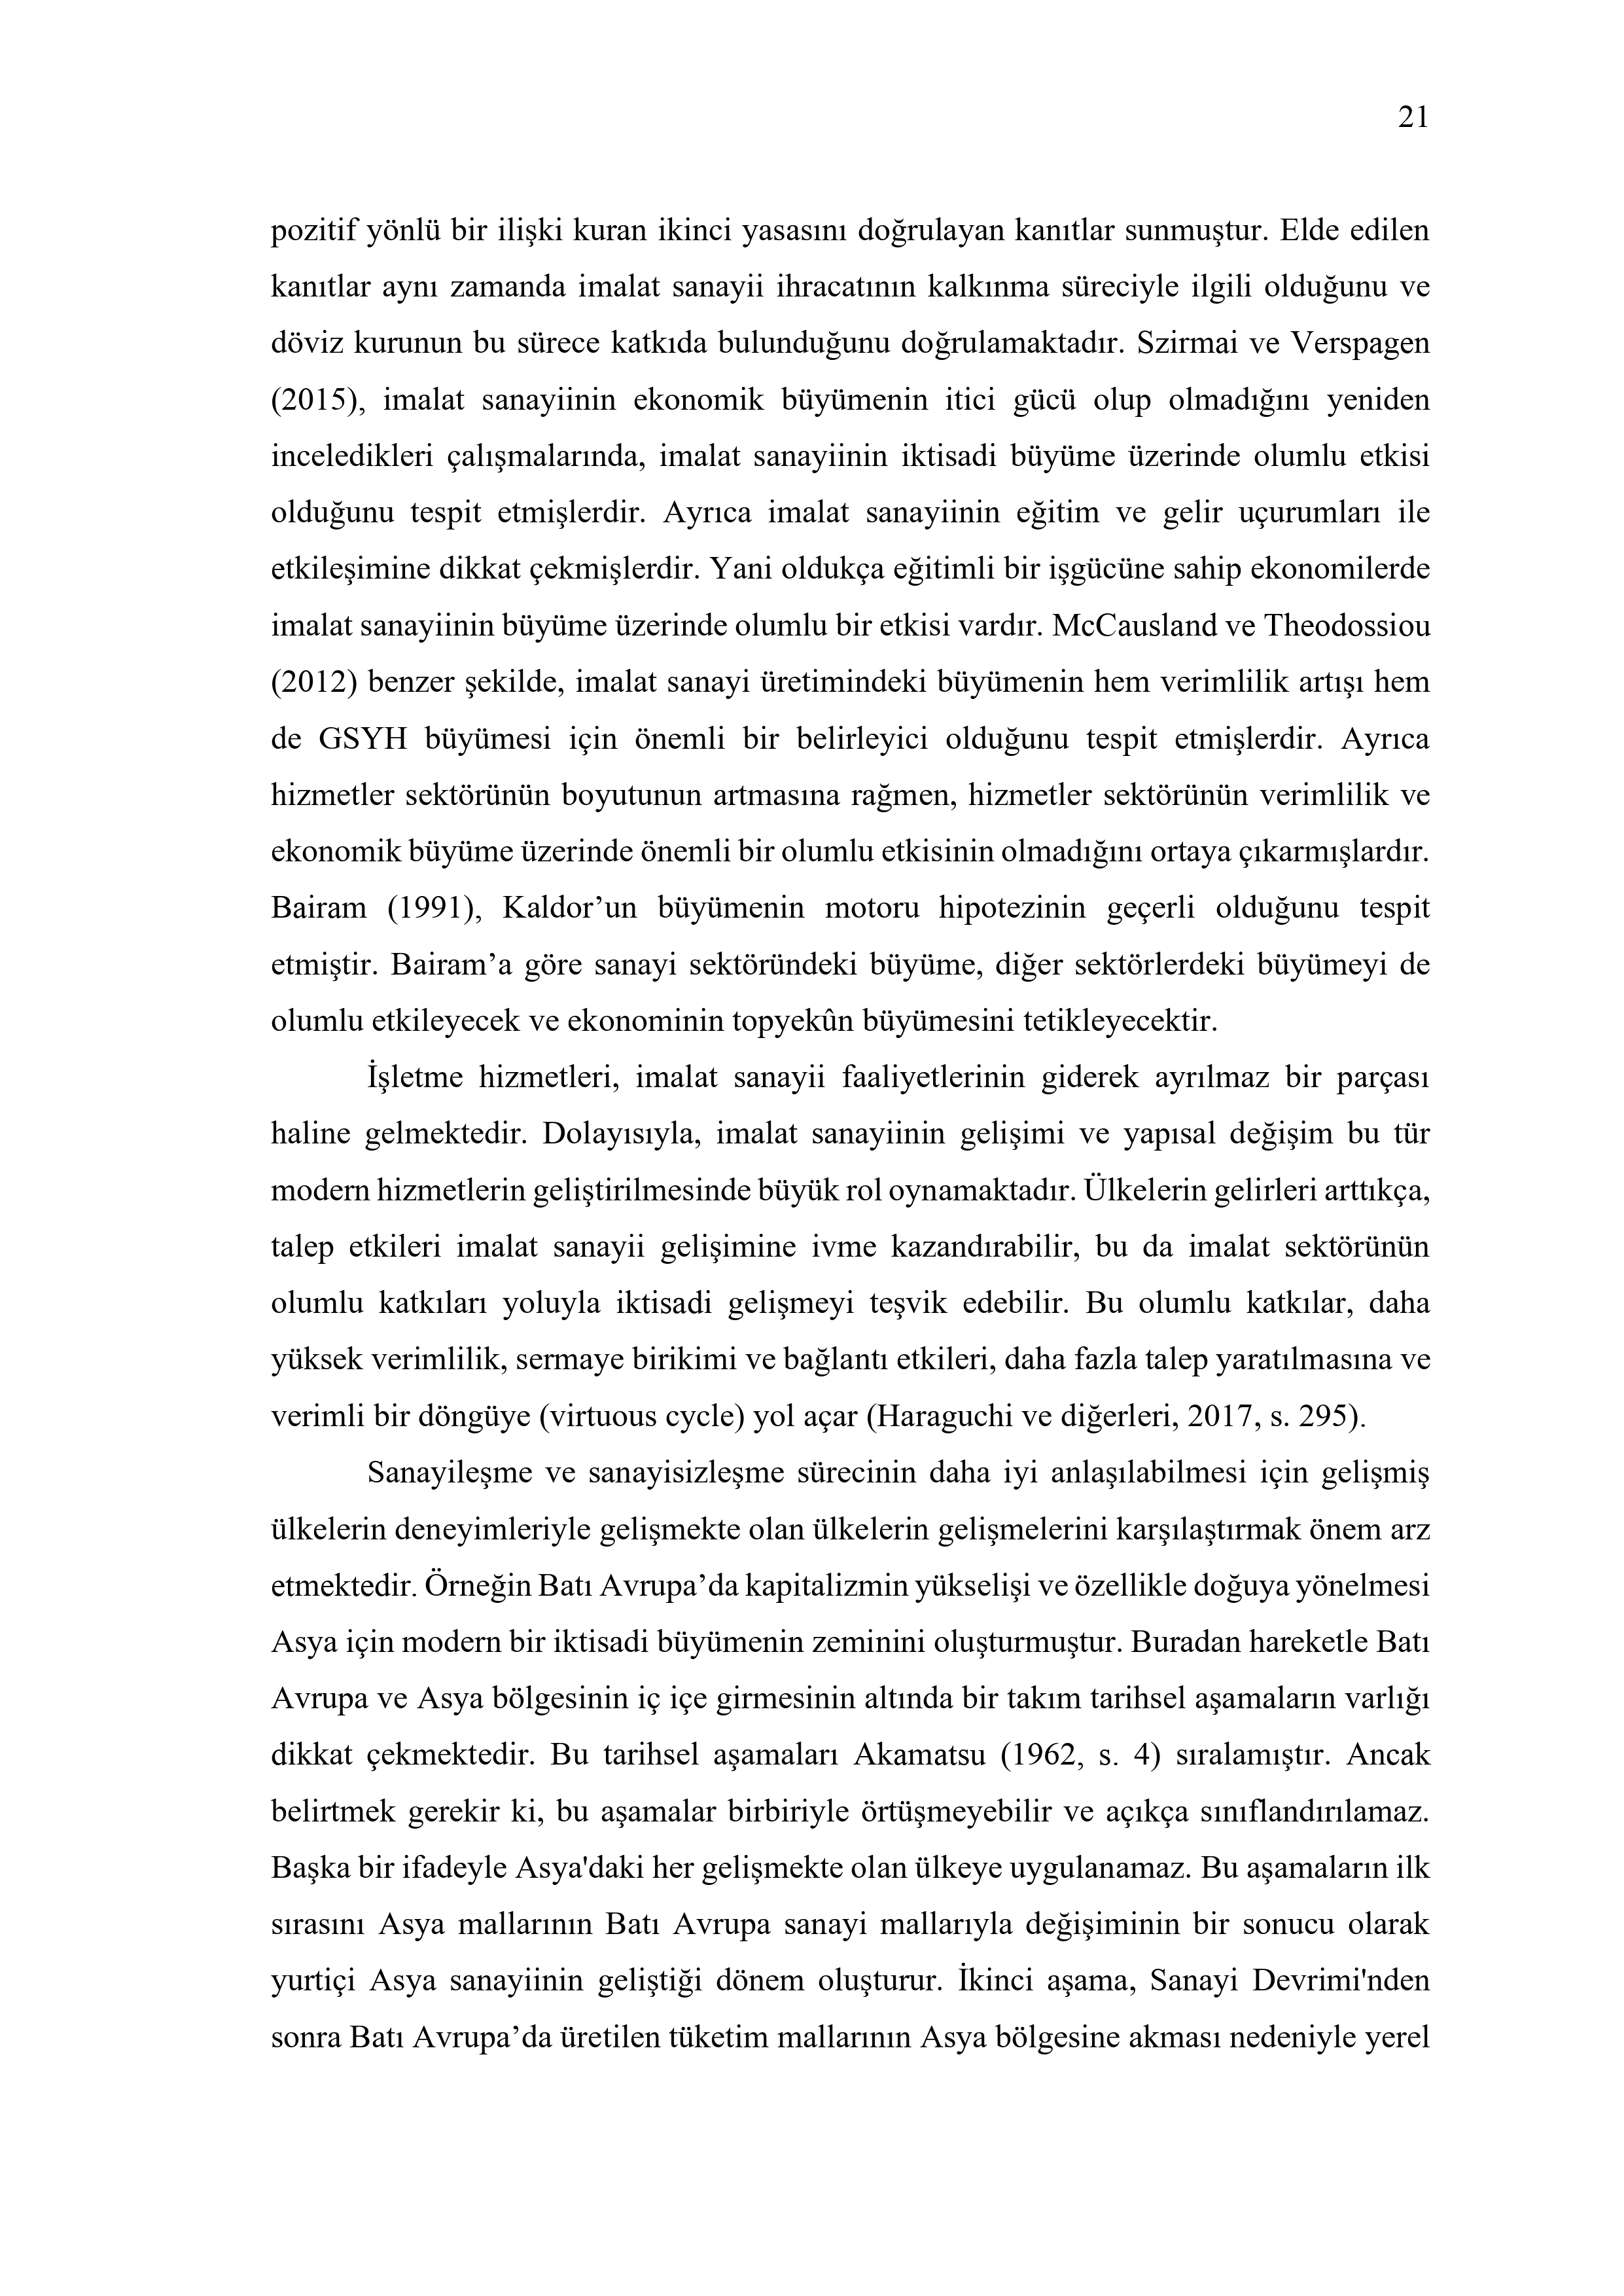 21
pozitif yönlü bir ilişki kuran ikinci yasasını doğrulayan kanıtlar sunmuştur. Elde edilen
kanıtlar aynı zamanda imalat sanayii ihracatının kalkınma süreciyle ilgili olduğunu ve
döviz kurunun bu sürece katkıda bulunduğunu doğrulamaktadır. Szirmai ve Verspagen
(2015), imalat sanayiinin ekonomik büyümenin itici gücü olup olmadığını yeniden
inceledikleri çalışmalarında, imalat sanayiinin iktisadi büyüme üzerinde olumlu etkisi
olduğunu tespit etmişlerdir. Ayrıca imalat sanayiinin eğitim ve gelir uçurumları ile
etkileşimine dikkat çekmişlerdir. Yani oldukça eğitimli bir işgücüne sahip ekonomilerde
imalat sanayiinin büyüme üzerinde olumlu bir etkisi vardır. McCausland ve Theodossiou
(2012) benzer şekilde, imalat sanayi üretimindeki büyümenin hem verimlilik artışı hem
de GSYH büyümesi için önemli bir belirleyici olduğunu tespit etmişlerdir. Ayrıca
hizmetler sektörünün boyutunun artmasına rağmen, hizmetler sektörünün verimlilik ve
ekonomik büyüme üzerinde önemli bir olumlu etkisinin olmadığını ortaya çıkarmışlardır.
Bairam (1991), Kaldor’un büyümenin motoru hipotezinin geçerli olduğunu tespit
etmiştir. Bairam’a göre sanayi sektöründeki büyüme, diğer sektörlerdeki büyümeyi de
olumlu etkileyecek ve ekonominin topyekûn büyümesini tetikleyecektir.
İşletme hizmetleri, imalat sanayii faaliyetlerinin giderek ayrılmaz bir parçası
haline gelmektedir. Dolayısıyla, imalat sanayiinin gelişimi ve yapısal değişim bu tür
modern hizmetlerin geliştirilmesinde büyük rol oynamaktadır. Ülkelerin gelirleri arttıkça,
talep etkileri imalat sanayii gelişimine ivme kazandırabilir, bu da imalat sektörünün
olumlu katkıları yoluyla iktisadi gelişmeyi teşvik edebilir. Bu olumlu katkılar, daha
yüksek verimlilik, sermaye birikimi ve bağlantı etkileri, daha fazla talep yaratılmasına ve
verimli bir döngüye (virtuous cycle) yol açar (Haraguchi ve diğerleri, 2017, s. 295).
Sanayileşme ve sanayisizleşme sürecinin daha iyi anlaşılabilmesi için gelişmiş
ülkelerin deneyimleriyle gelişmekte olan ülkelerin gelişmelerini karşılaştırmak önem arz
etmektedir. Örneğin Batı Avrupa’da kapitalizmin yükselişi ve özellikle doğuya yönelmesi
Asya için modern bir iktisadi büyümenin zeminini oluşturmuştur. Buradan hareketle Batı
Avrupa ve Asya bölgesinin iç içe girmesinin altında bir takım tarihsel aşamaların varlığı
dikkat çekmektedir. Bu tarihsel aşamaları Akamatsu (1962, s. 4) sıralamıştır. Ancak
belirtmek gerekir ki, bu aşamalar birbiriyle örtüşmeyebilir ve açıkça sınıflandırılamaz.
Başka bir ifadeyle Asya'daki her gelişmekte olan ülkeye uygulanamaz. Bu aşamaların ilk
sırasını Asya mallarının Batı Avrupa sanayi mallarıyla değişiminin bir sonucu olarak
yurtiçi Asya sanayiinin geliştiği dönem oluşturur. İkinci aşama, Sanayi Devrimi'nden
sonra Batı Avrupa’da üretilen tüketim mallarının Asya bölgesine akması nedeniyle yerel